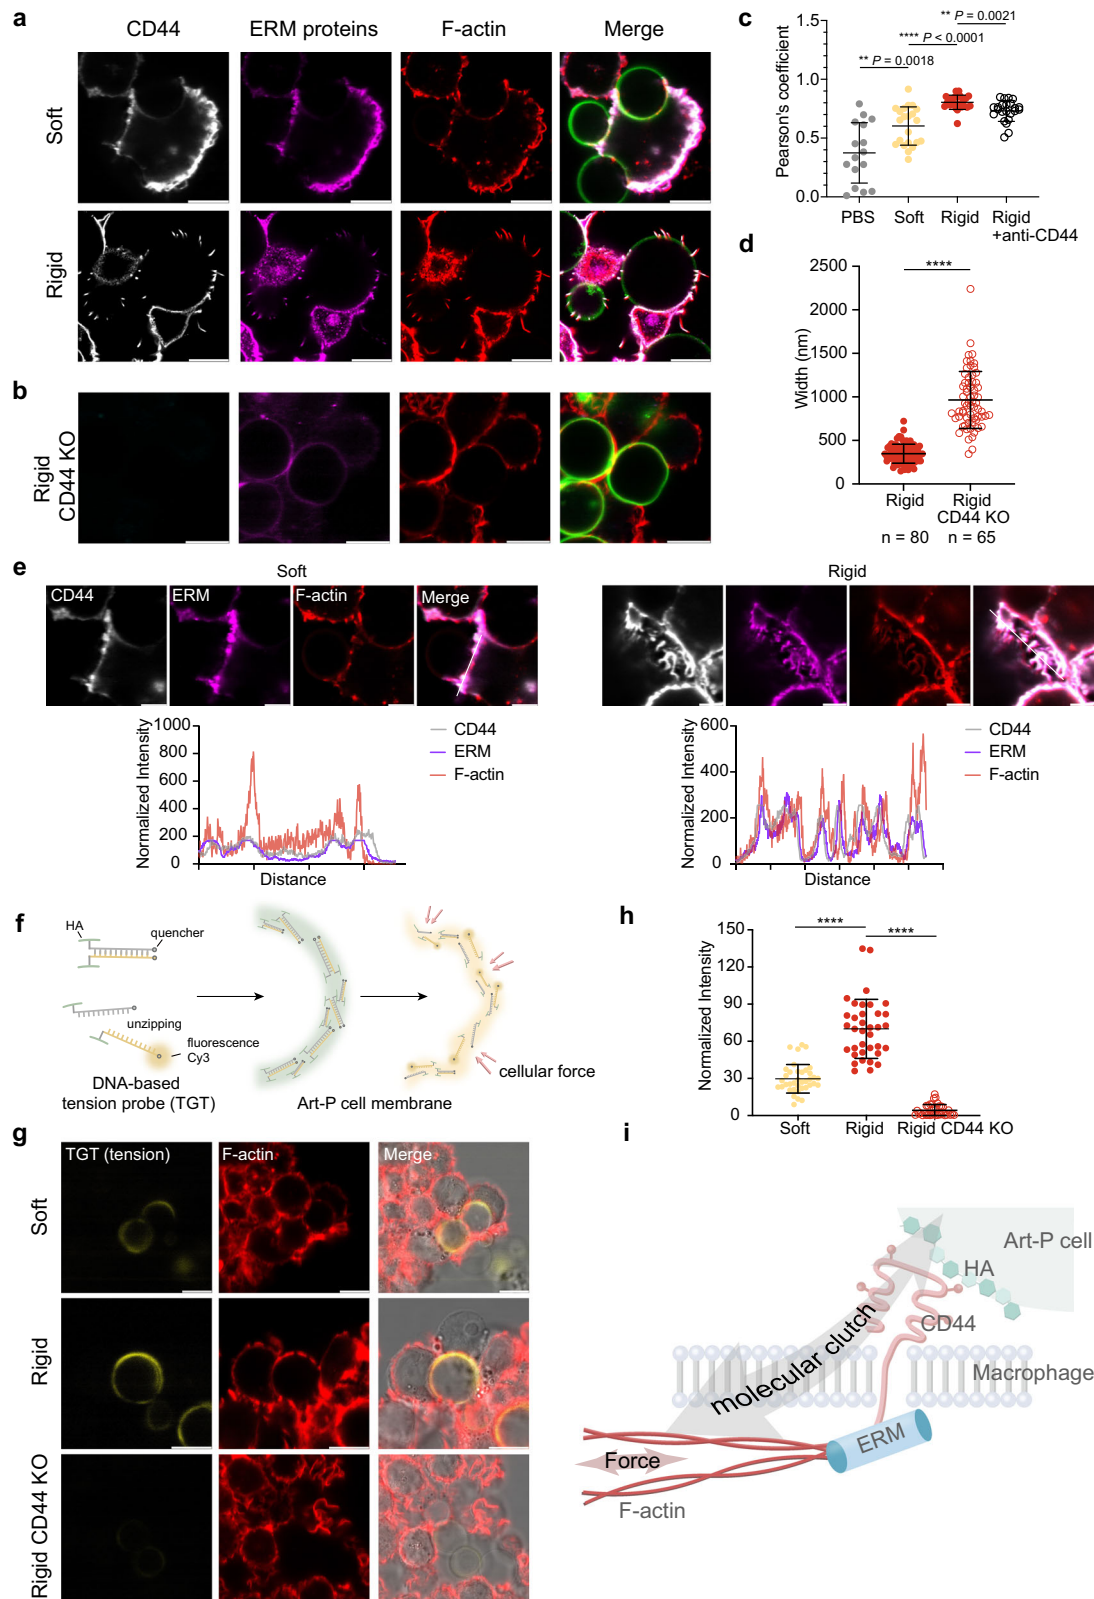 a
CD44
ERM proteins
F-actin
Merge
Soft
Rigid
b
Rigid
CD44 KO
c
** P = 0.0021
**** P < 0.0001
** P = 0.0018
Pearson's coefficient
1.5
1.0
0.5
0.0
PBS
Soft
Rigid
Rigid
+anti-CD44
d
****
Width (nm)
2500
2000
1500
1000
500
0
Rigid
Rigid
CD44 KO
n = 80
n = 65
e
Soft
CD44
ERM
F-actin
Merge
Normalized Intensity
1000
800
600
400
200
0
CD44
ERM
F-actin
Distance
Rigid
Normalized Intensity
600
400
200
0
CD44
ERM
F-actin
Distance
f
HA
quencher
unzipping
fluorescence
Cy3
DNA-based
tension probe (TGT)
Art-P cell membrane
cellular force
g
TGT (tension)
F-actin
Merge
Soft
Rigid
Rigid CD44 KO
h
****
****
Normalized Intensity
150
120
90
60
30
0
Soft
Rigid
Rigid CD44 KO
i
Art-P cell
HA
CD44
molecular clutch
Macrophage
ERM
Force
F-actin